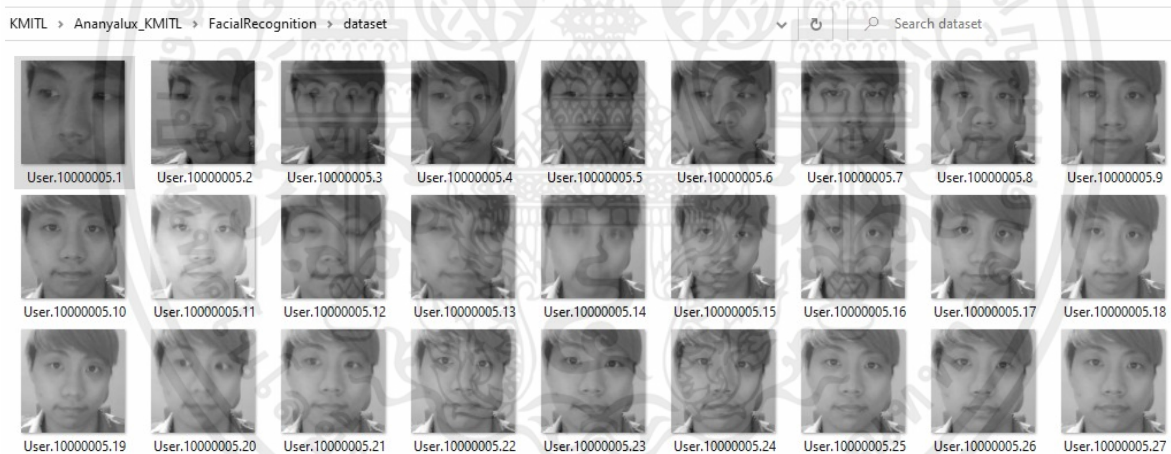 KMITL > Ananyalux_KMITL > FacialRecognition > dataset Search dataset
User.10000005.1 User.10000005.2 User.10000005.3 User.10000005.4 User.10000005.5 User.10000005.6 User.10000005.7 User.10000005.8 User.10000005.9
User.10000005.10 User.10000005.11 User.10000005.12 User.10000005.13 User.10000005.14 User.10000005.15 User.10000005.16 User.10000005.17 User.10000005.18
User.10000005.19 User.10000005.20 User.10000005.21 User.10000005.22 User.10000005.23 User.10000005.24 User.10000005.25 User.10000005.26 User.10000005.27